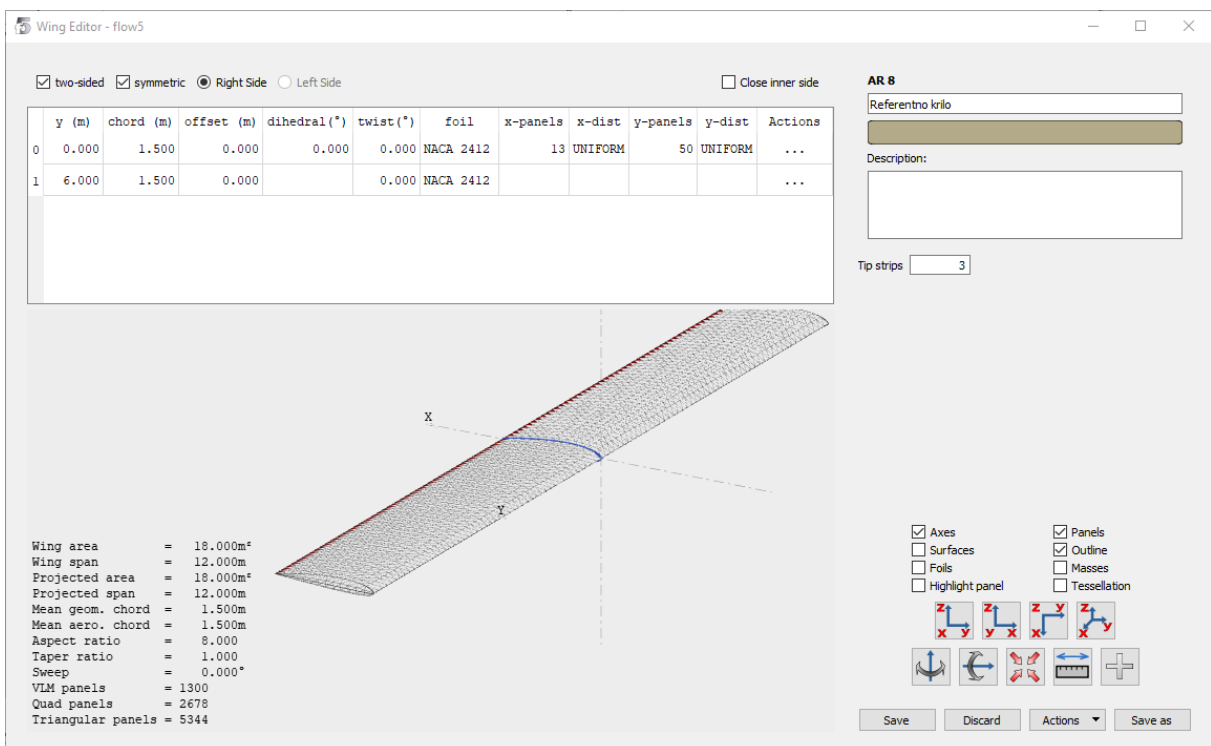 Wing Editor - flow5
two-sided symmetric Right Side Left Side Close inner side
y (m) chord (m) offset (m) dihedral(°) twist(°) foil x-panels x-dist y-panels y-dist Actions
0 0.000 1.500 0.000 0.000 0.000 NACA 2412 13 UNIFORM 50 UNIFORM ...
1 6.000 1.500 0.000 0.000 NACA 2412 ...
AR 8
Referentno krilo
Description:
Tip strips 3
X
Y
Wing area = 18.000m²
Wing span = 12.000m
Projected area = 18.000m²
Projected span = 12.000m
Mean geom. chord = 1.500m
Mean aero. chord = 1.500m
Aspect ratio = 8.000
Taper ratio = 1.000
Sweep = 0.000°
VLM panels = 1300
Quad panels = 2678
Triangular panels = 5344
Axes Panels
Surfaces Outline
Foils Masses
Highlight panel Tessellation
z x y
z y x
z y x
z x y
Save Discard Actions Save as